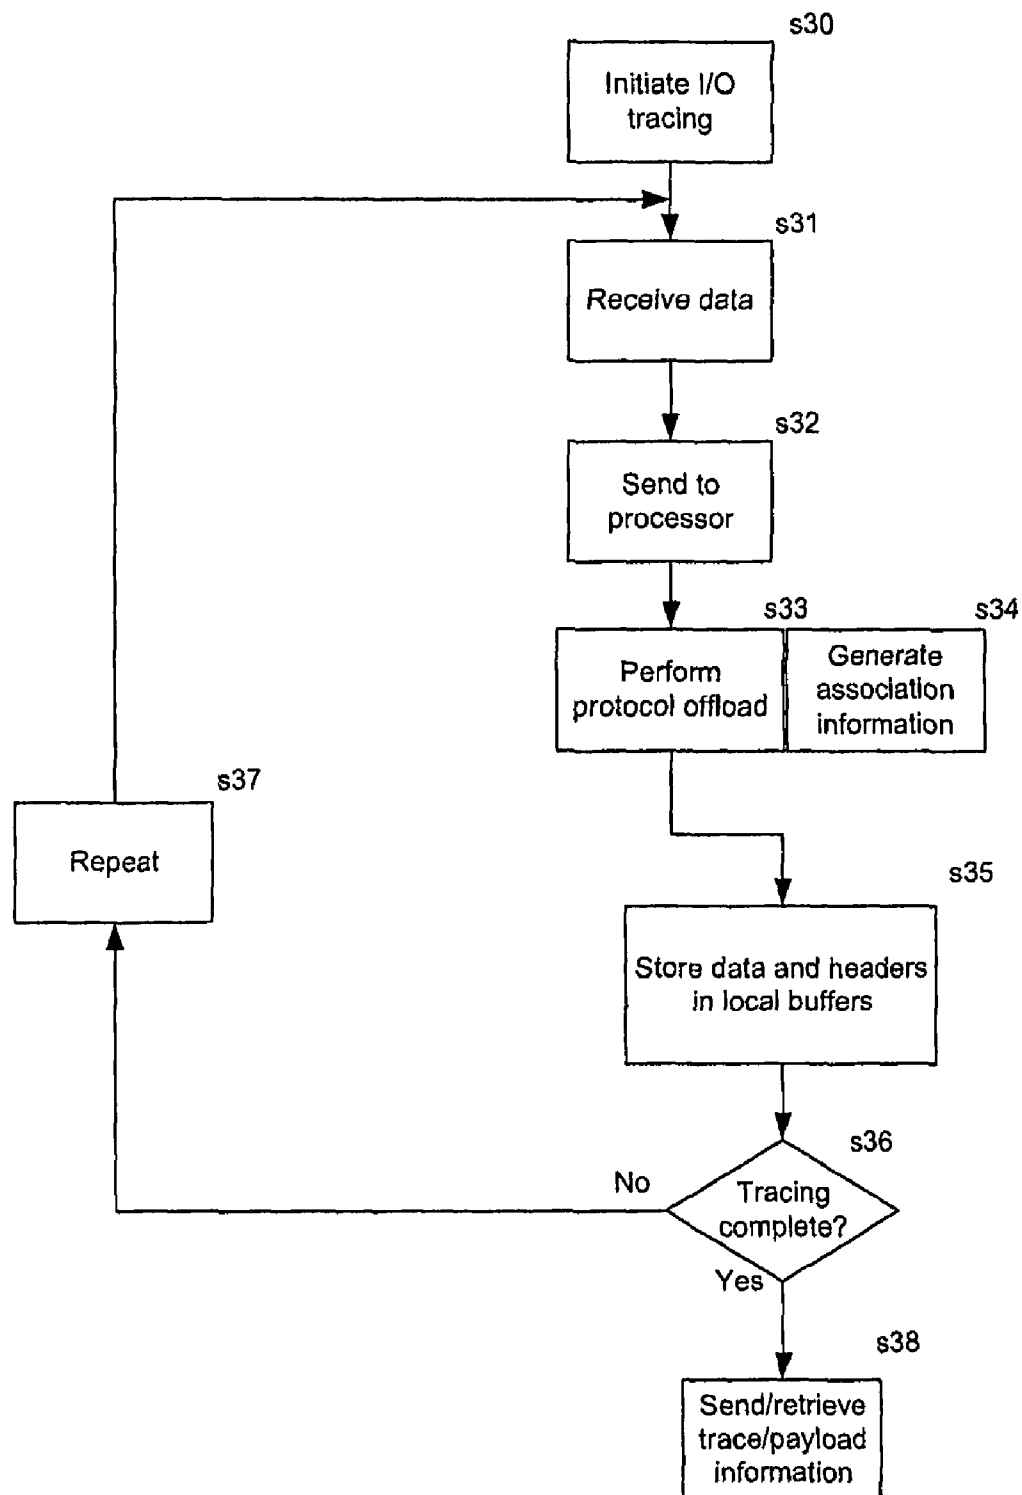 s30
Initiate I/O
tracing
s31
Receive data
s32
Send to
processor
s33
Perform
protocol offload
s34
Generate
association
information
s37
Repeat
s35
Store data and headers
in local buffers
s36
No
Tracing
complete?
Yes
s38
Send/retrieve
trace/payload
information